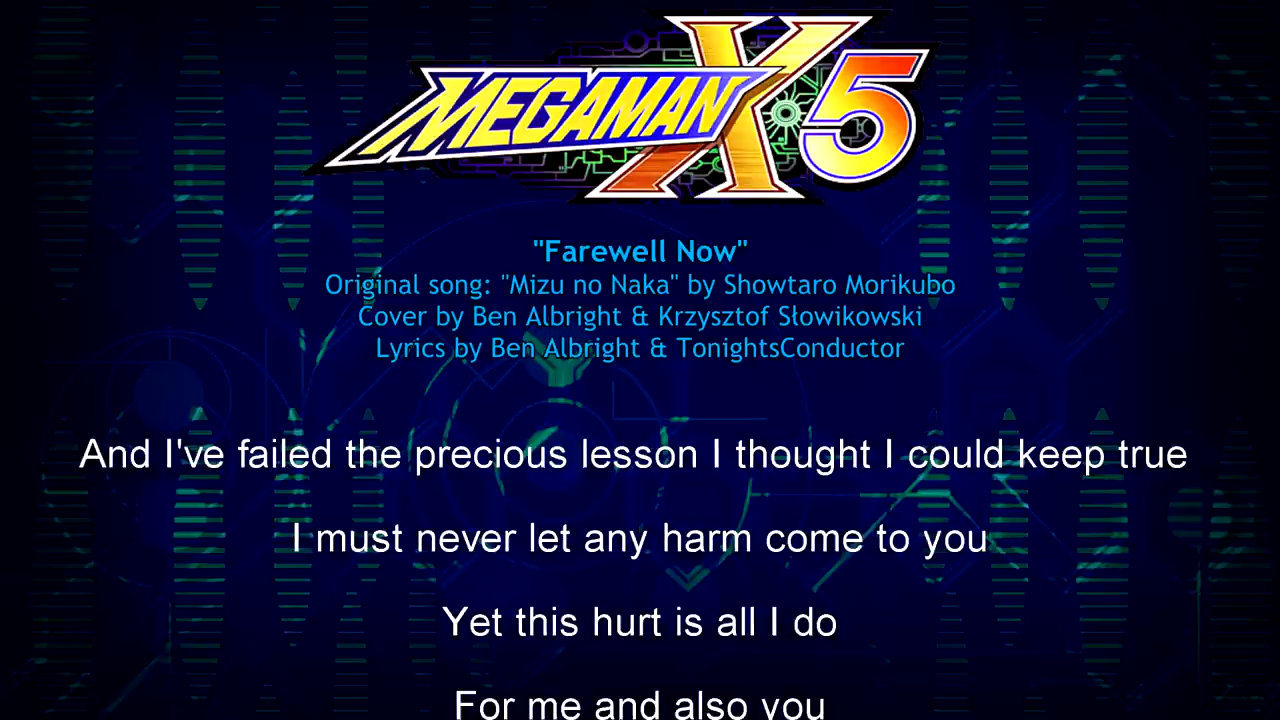 MEGAMAN X5
"Farewell Now"
Original song: "Mizu no Naka" by Showtaro Morikubo
Cover by Ben Albright & Krzysztof Słowikowski
Lyrics by Ben Albright & TonightsConductor
And I've failed the precious lesson I thought I could keep true
I must never let any harm come to you
Yet this hurt is all I do
For me and also you